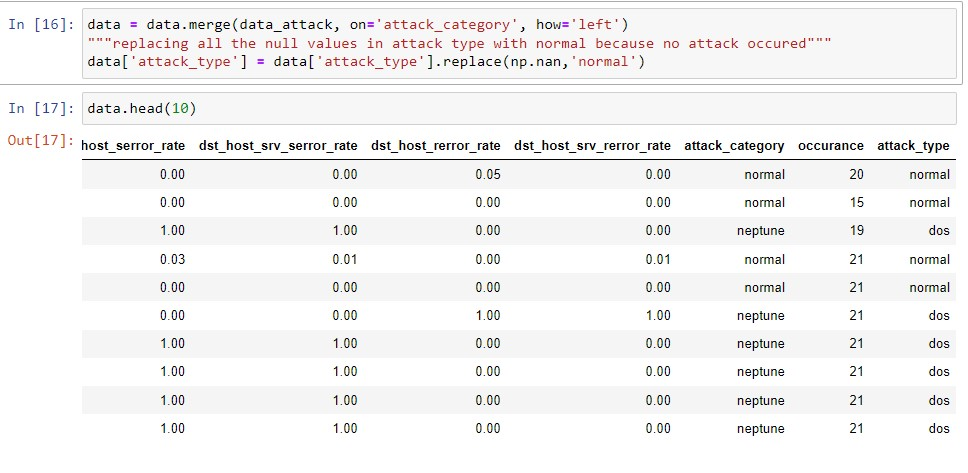 In [16]: data = data.merge(data_attack, on='attack_category', how='left')
"""replacing all the null values in attack type with normal because no attack occured"""
data['attack_type'] = data['attack_type'].replace(np.nan,'normal')
In [17]: data.head(10)
Out[17]:
host_serror_rate dst_host_srv_serror_rate dst_host_rerror_rate dst_host_srv_rerror_rate attack_category occurance attack_type
0.00 0.00 0.05 0.00 normal 20 normal
0.00 0.00 0.00 0.00 normal 15 normal
1.00 1.00 0.00 0.00 neptune 19 dos
0.03 0.01 0.00 0.01 normal 21 normal
0.00 0.00 0.00 0.00 normal 21 normal
0.00 0.00 1.00 1.00 neptune 21 dos
1.00 1.00 0.00 0.00 neptune 21 dos
1.00 1.00 0.00 0.00 neptune 21 dos
1.00 1.00 0.00 0.00 neptune 21 dos
1.00 1.00 0.00 0.00 neptune 21 dos